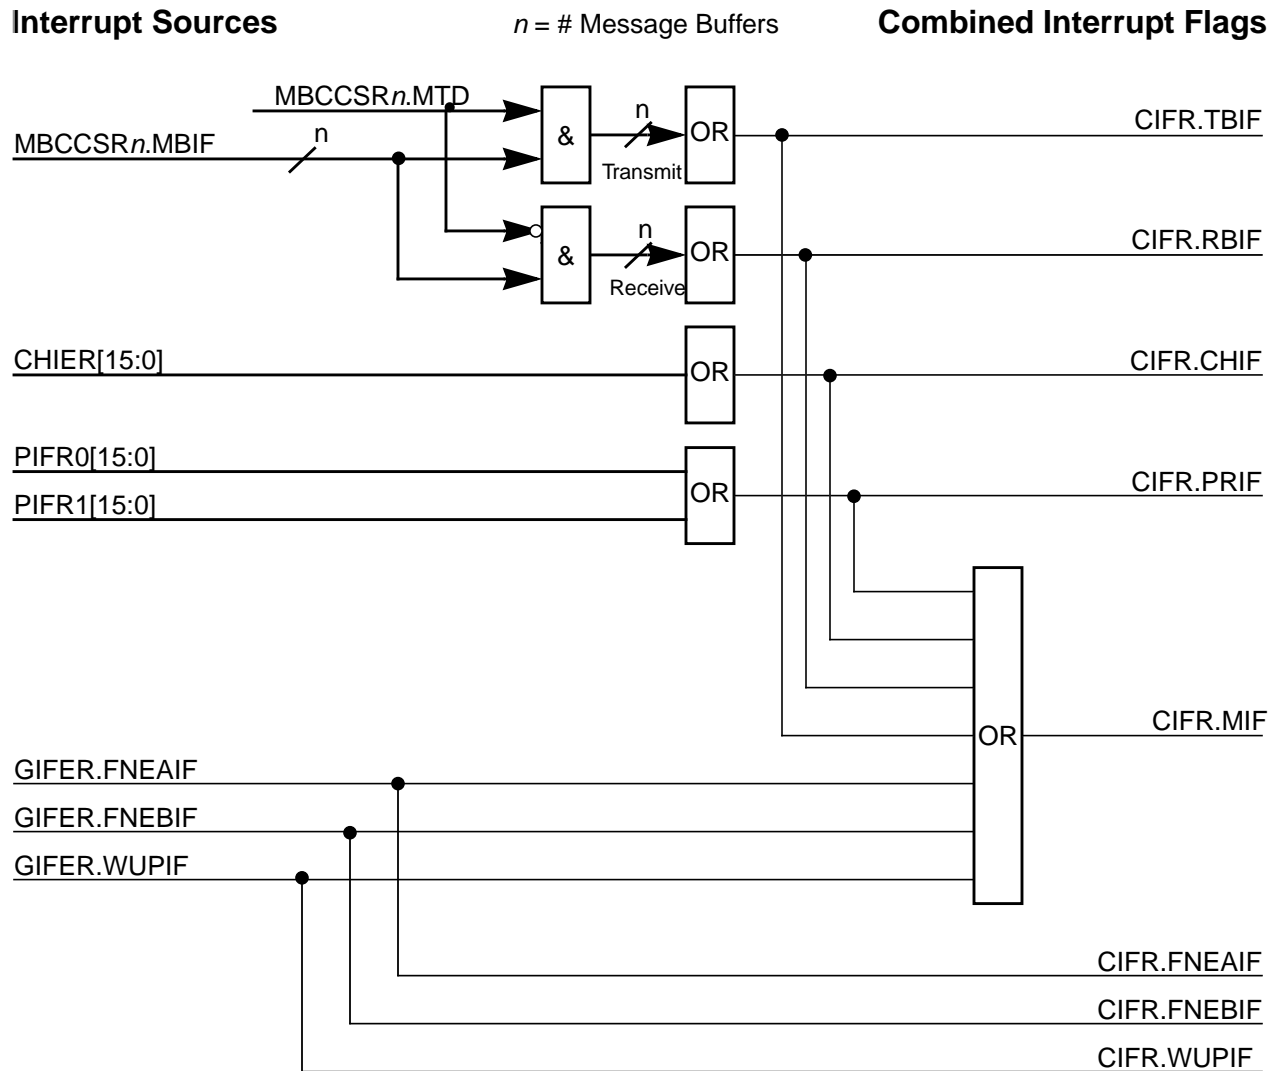 Interrupt Sources
n = # Message Buffers
Combined Interrupt Flags
MBCCSRn.MTD
MBCCSRn.MBIF
n
&
n
Transmit
OR
CIFR.TBIF
&
n
Receive
OR
CIFR.RBIF
CHIER[15:0]
OR
CIFR.CHIF
PIFR0[15:0]
PIFR1[15:0]
OR
CIFR.PRIF
OR
CIFR.MIF
GIFER.FNEAIF
GIFER.FNEBIF
GIFER.WUPIF
CIFR.FNEAIF
CIFR.FNEBIF
CIFR.WUPIF